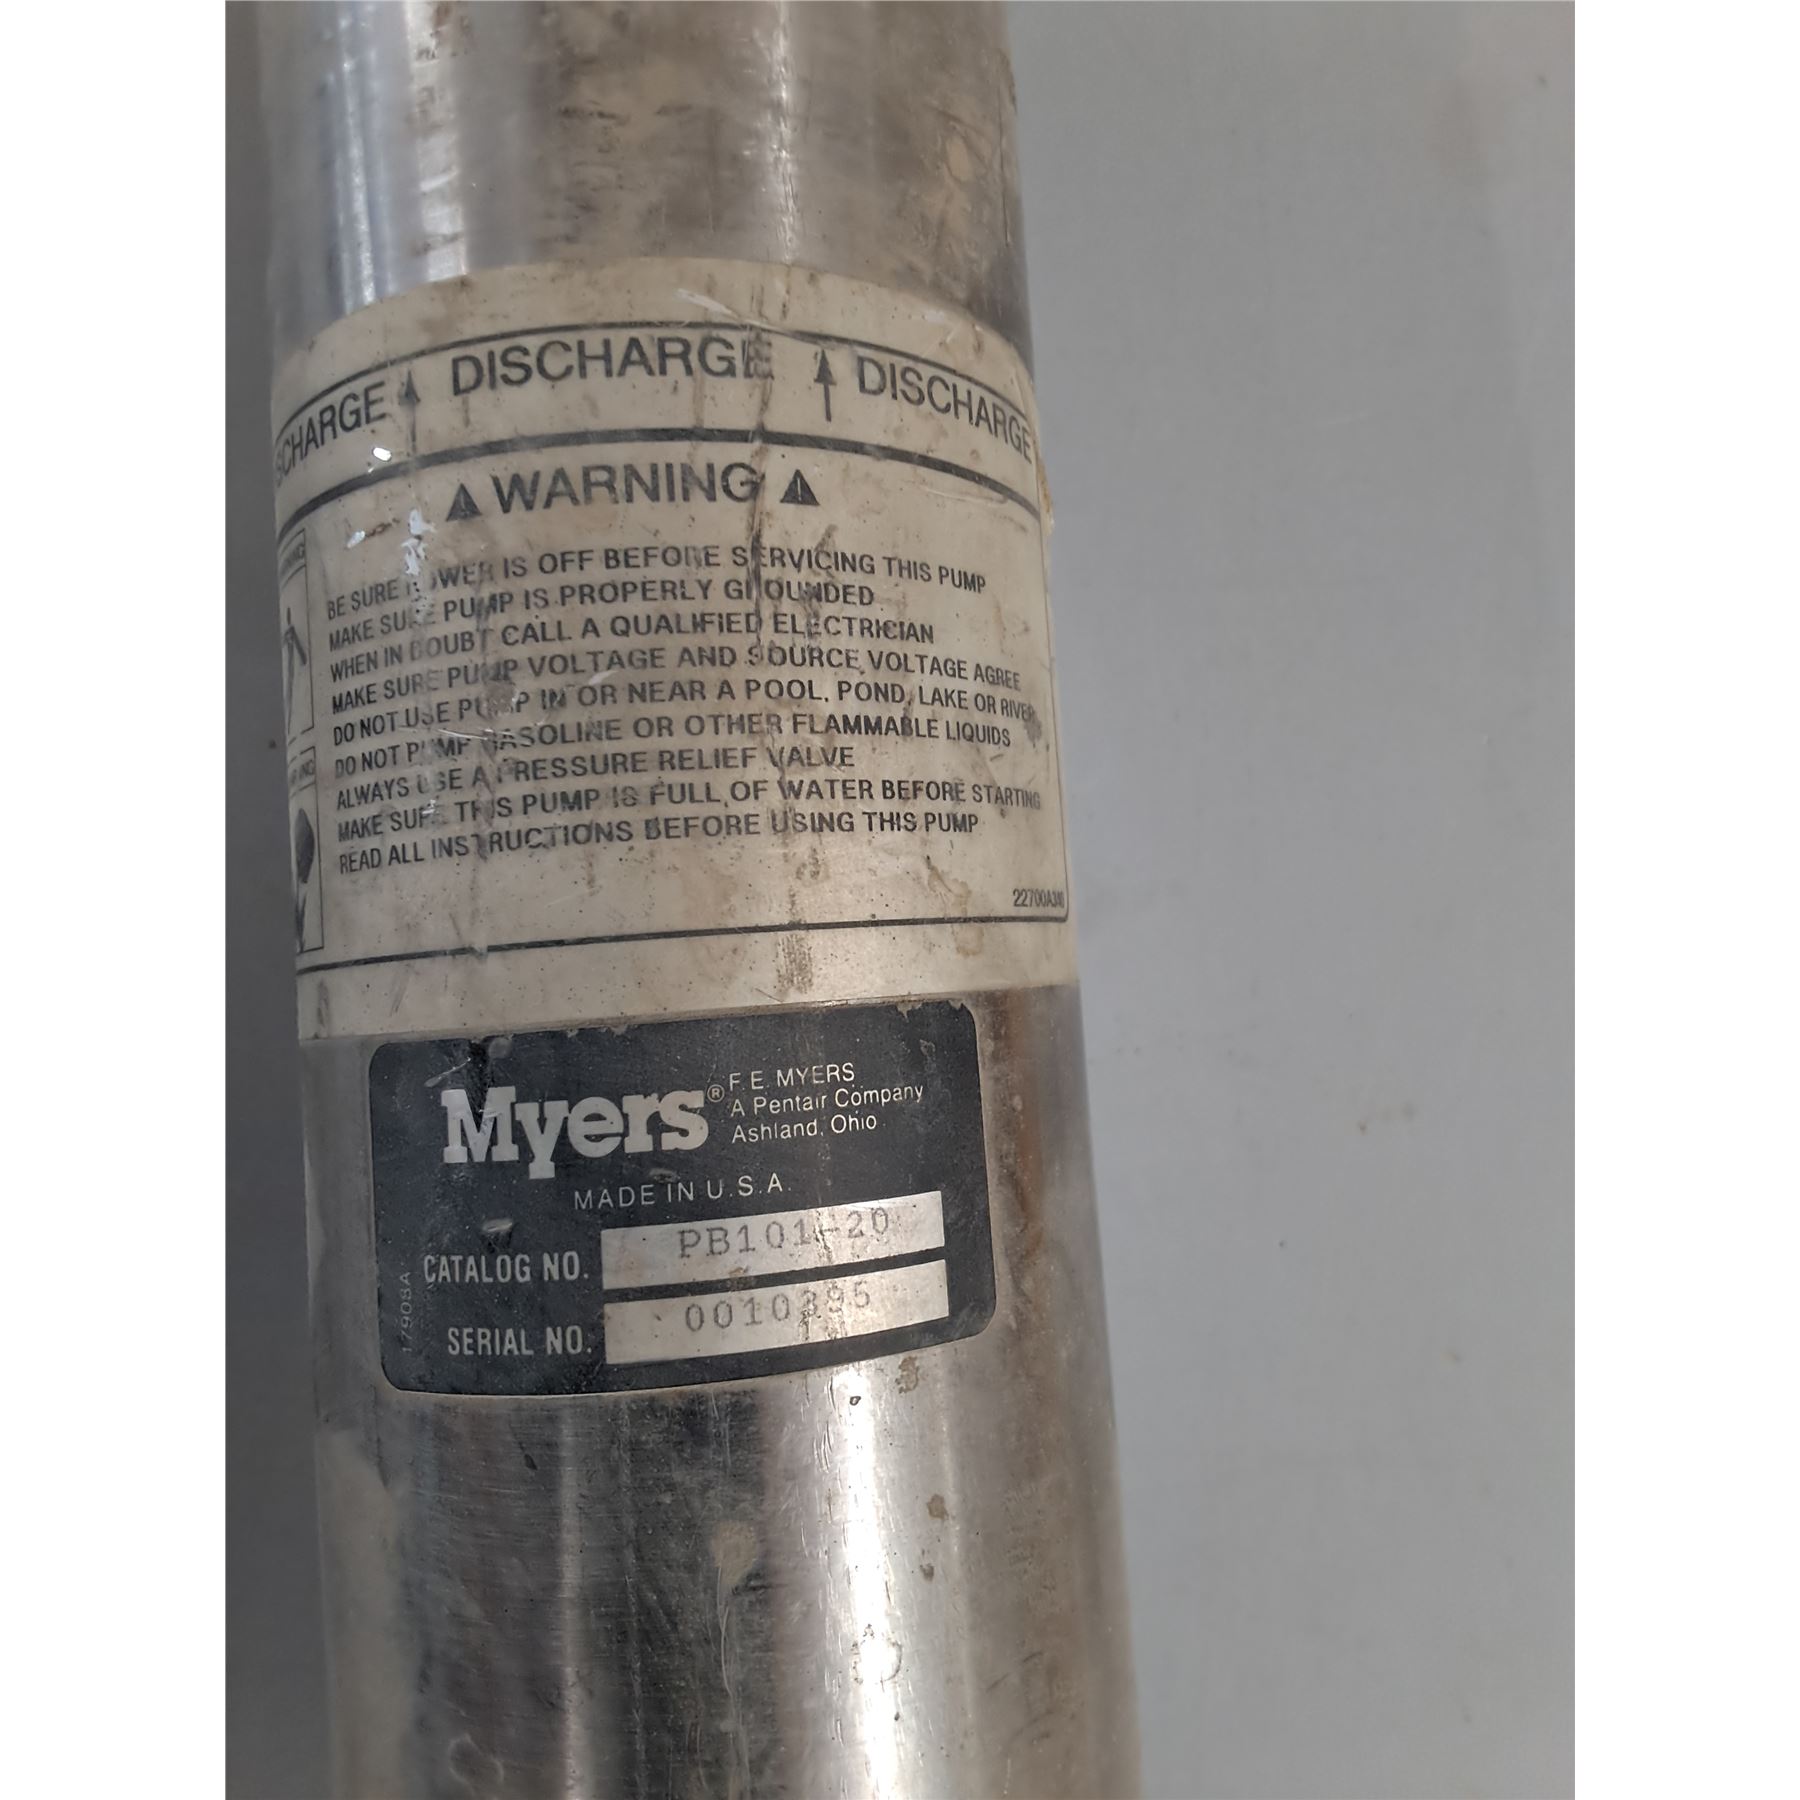 DISCHARGE DISCHARGE
WARNING
BE SURE POWER IS OFF BEFORE SERVICING THIS PUMP
MAKE SURE PUMP IS PROPERLY GROUNDED
WHEN IN DOUBT CALL A QUALIFIED ELECTRICIAN
MAKE SURE PUMP VOLTAGE AND SOURCE VOLTAGE AGREE
DO NOT USE PUMP IN OR NEAR A POOL, POND, LAKE OR RIVER
DO NOT PUMP GASOLINE OR OTHER FLAMMABLE LIQUIDS
ALWAYS USE A PRESSURE RELIEF VALVE
MAKE SURE THIS PUMP IS FULL OF WATER BEFORE STARTING
READ ALL INSTRUCTIONS BEFORE USING THIS PUMP
22700A340
Myers®
F. E. MYERS
A Pentair Company
Ashland, Ohio
MADE IN U.S.A.
CATALOG NO. PB101-20
SERIAL NO.
17908A